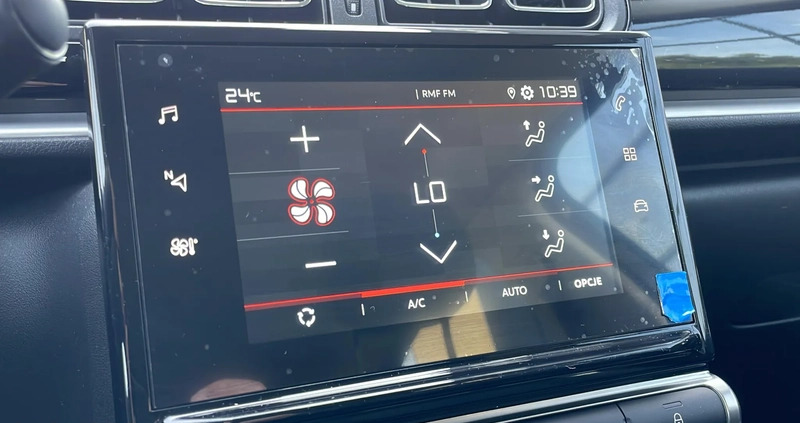 24°C | RMF FM 10:39
N
LO
A/C | AUTO | OPCJE